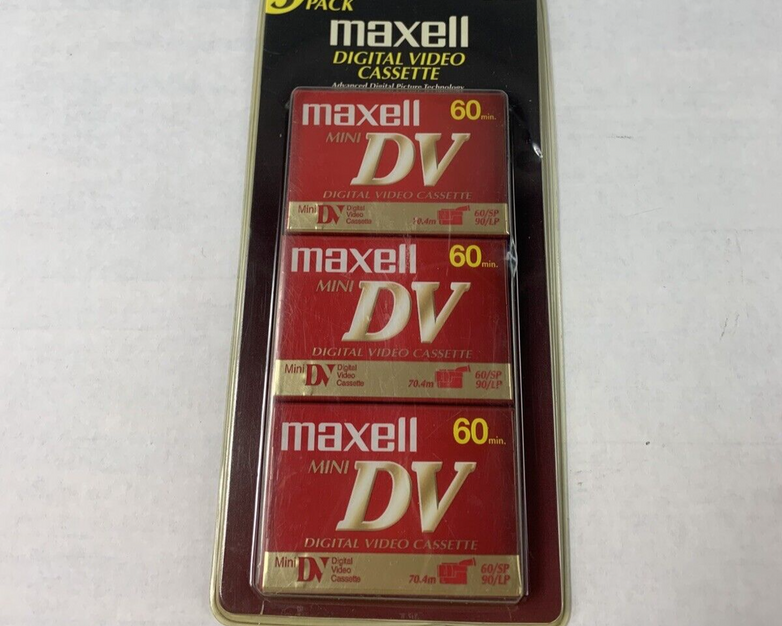 PACK
maxell
DIGITAL VIDEO
CASSETTE
Advanced Digital Picture Technology
maxell 60 min.
MINI DV
DIGITAL VIDEO CASSETTE
Mini DV Digital Video Cassette 70.4m 60/SP 90/LP
maxell 60 min.
MINI DV
DIGITAL VIDEO CASSETTE
Mini DV Digital Video Cassette 70.4m 60/SP 90/LP
maxell 60 min.
MINI DV
DIGITAL VIDEO CASSETTE
Mini DV Digital Video Cassette 70.4m 60/SP 90/LP